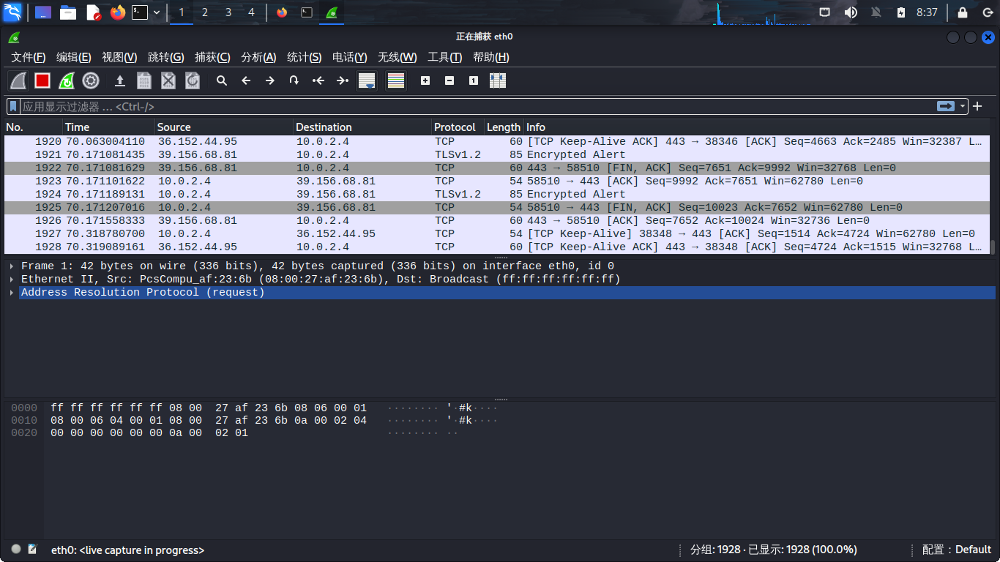 1 2 3 4 8:37
正在捕获 eth0
文件(F) 编辑(E) 视图(V) 跳转(G) 捕获(C) 分析(A) 统计(S) 电话(Y) 无线(W) 工具(T) 帮助(H)
应用显示过滤器 … <Ctrl-/>
No. Time Source Destination Protocol Length Info
1920 70.063004110 36.152.44.95 10.0.2.4 TCP 60 [TCP Keep-Alive ACK] 443 → 38346 [ACK] Seq=4663 Ack=2485 Win=32387 L…
1921 70.171081435 39.156.68.81 10.0.2.4 TLSv1.2 85 Encrypted Alert
1922 70.171081629 39.156.68.81 10.0.2.4 TCP 60 443 → 58510 [FIN, ACK] Seq=7651 Ack=9992 Win=32768 Len=0
1923 70.171101622 10.0.2.4 39.156.68.81 TCP 54 58510 → 443 [ACK] Seq=9992 Ack=7651 Win=62780 Len=0
1924 70.171189131 10.0.2.4 39.156.68.81 TLSv1.2 85 Encrypted Alert
1925 70.171207016 10.0.2.4 39.156.68.81 TCP 54 58510 → 443 [FIN, ACK] Seq=10023 Ack=7652 Win=62780 Len=0
1926 70.171558333 39.156.68.81 10.0.2.4 TCP 60 443 → 58510 [ACK] Seq=7652 Ack=10024 Win=32736 Len=0
1927 70.318780700 10.0.2.4 36.152.44.95 TCP 54 [TCP Keep-Alive] 38348 → 443 [ACK] Seq=1514 Ack=4724 Win=62780 Len=0
1928 70.319089161 36.152.44.95 10.0.2.4 TCP 60 [TCP Keep-Alive ACK] 443 → 38348 [ACK] Seq=4724 Ack=1515 Win=32768 L…
Frame 1: 42 bytes on wire (336 bits), 42 bytes captured (336 bits) on interface eth0, id 0
Ethernet II, Src: PcsCompu_af:23:6b (08:00:27:af:23:6b), Dst: Broadcast (ff:ff:ff:ff:ff:ff)
Address Resolution Protocol (request)
0000 ff ff ff ff ff ff 08 00 27 af 23 6b 08 06 00 01 ········ '·#k····
0010 08 00 06 04 00 01 08 00 27 af 23 6b 0a 00 02 04 ········ '·#k····
0020 00 00 00 00 00 00 0a 00 02 01 ········ ··
eth0: <live capture in progress> 分组: 1928 · 已显示: 1928 (100.0%) 配置：Default